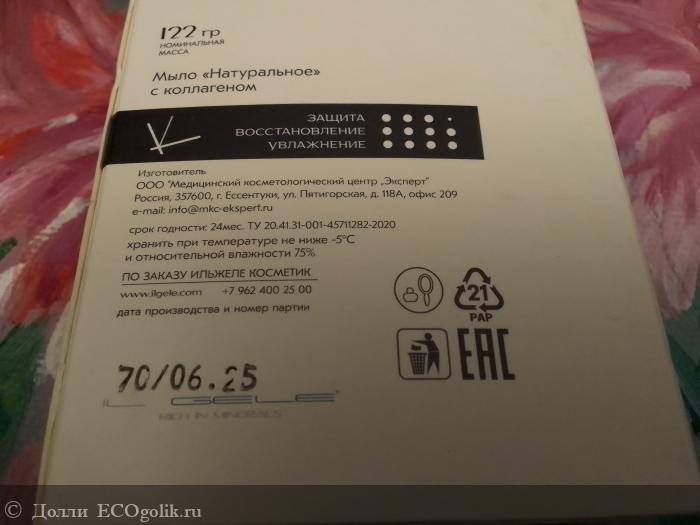 122 гр
НОМИНАЛЬНАЯ
МАССА
Мыло «Натуральное»
с коллагеном
ЗАЩИТА
ВОССТАНОВЛЕНИЕ
УВЛАЖНЕНИЕ
Изготовитель
ООО "Медицинский косметологический центр „Эксперт"
Россия, 357600, г. Ессентуки, ул. Пятигорская, д. 118А, офис 209
e-mail: info@mkc-ekspert.ru
срок годности: 24мес. ТУ 20.41.31-001-45711282-2020
хранить при температуре не ниже -5°С
и относительной влажности 75%
ПО ЗАКАЗУ ИЛЬЖЕЛЕ КОСМЕТИК
www.ilgele.com +7 962 400 25 00
дата производства и номер партии
21
PAP
EAC
70/06.25
IL GELE
RICH IN MINERALS
© Долли ECOgolik.ru